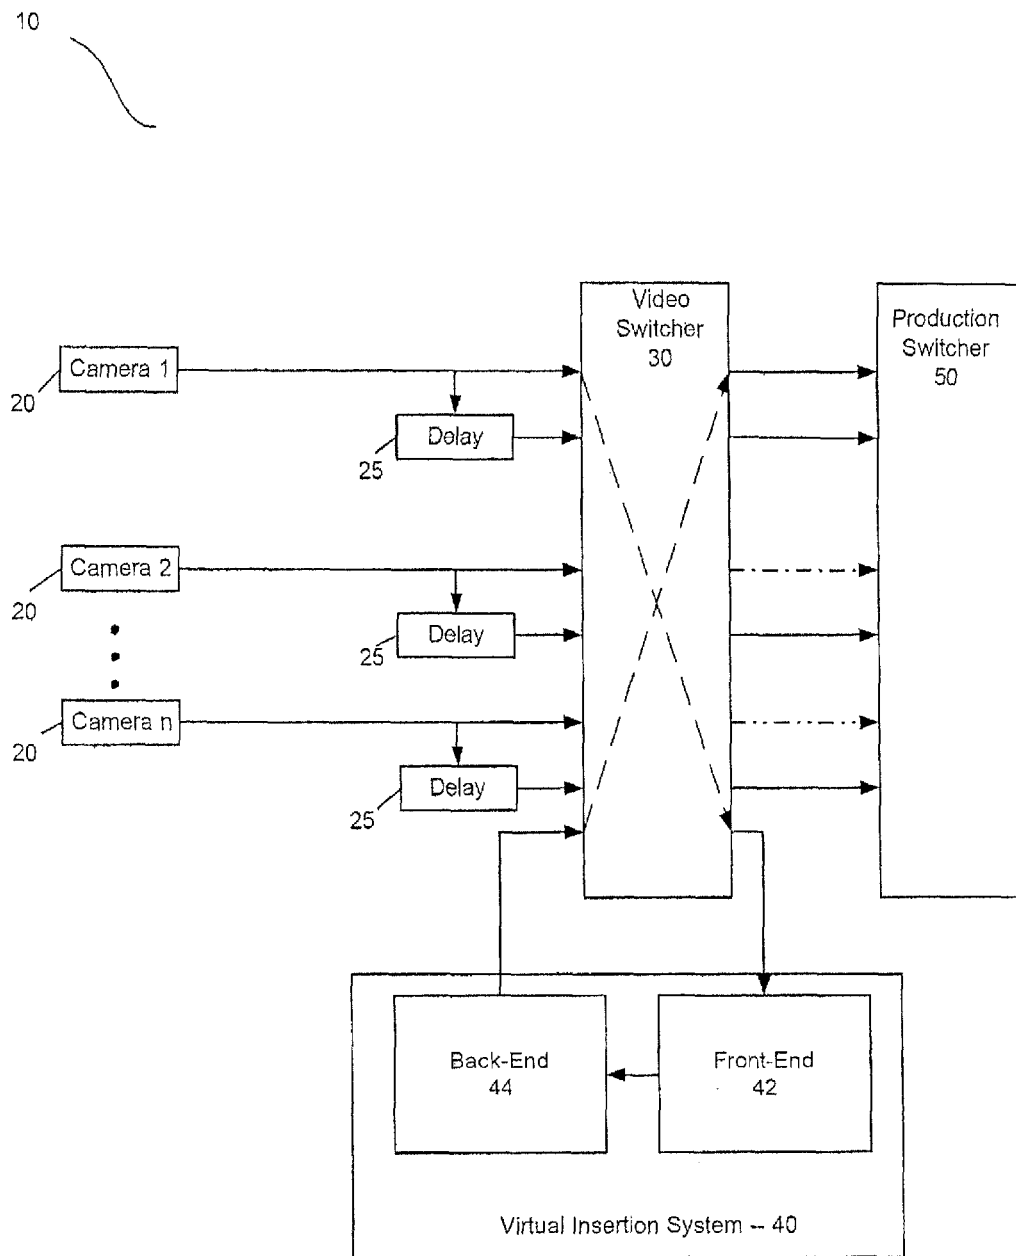 10
Video
Switcher
30
Production
Switcher
50
Camera 1
20
Delay
25
Camera 2
20
Delay
25
Camera n
20
Delay
25
Back-End
44
Front-End
42
Virtual Insertion System -- 40